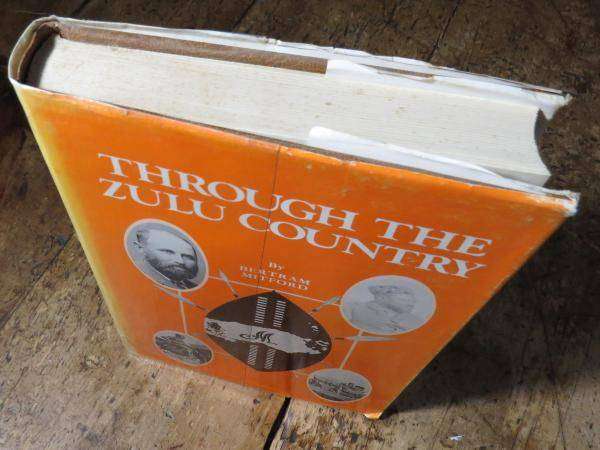 THROUGH THE
ZULU COUNTRY
BY
BERTRAM
MITFORD